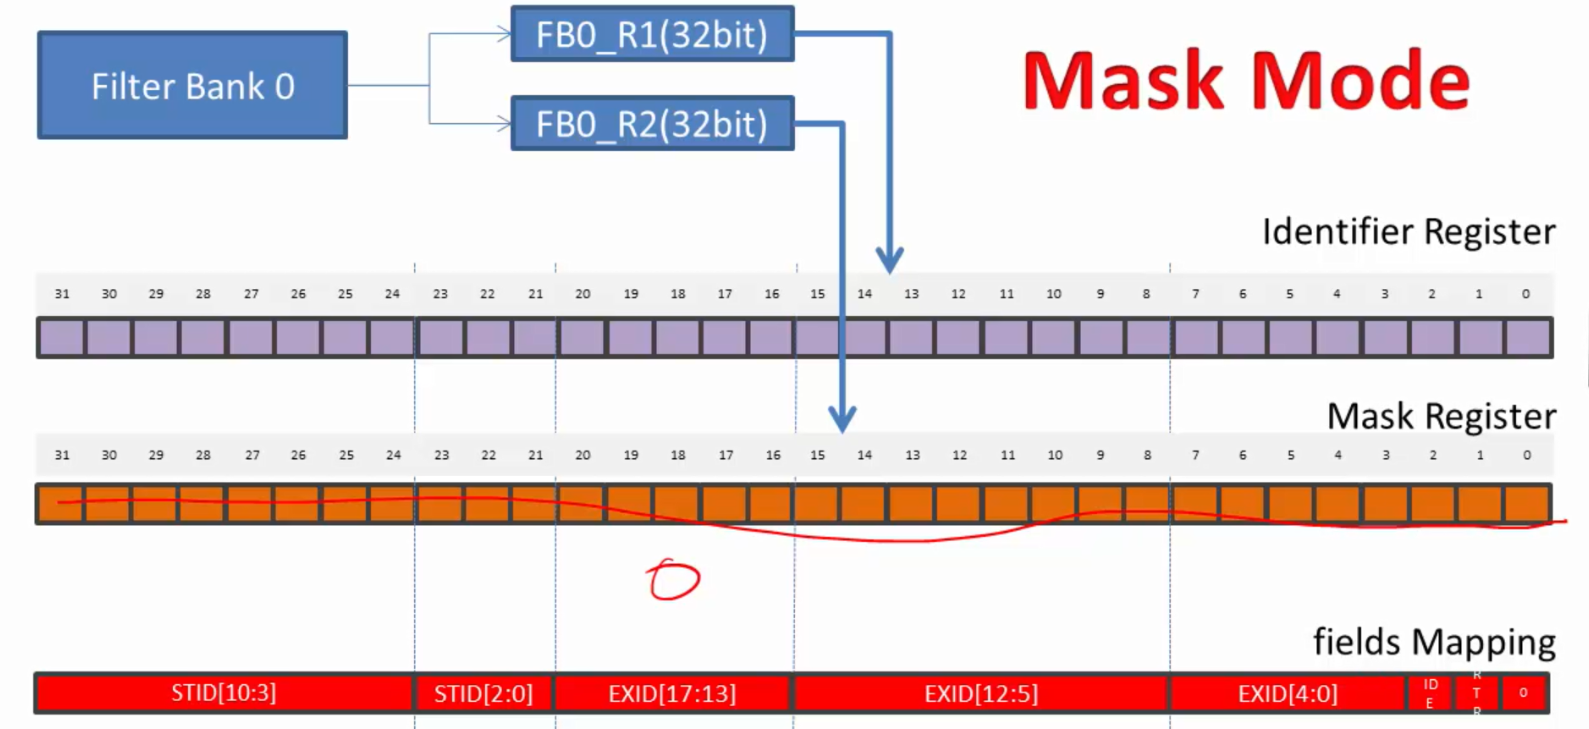 FB0_R1(32bit)
Mask Mode
Filter Bank 0
FB0_R2(32bit)
Identifier Register
31 30 29 28 27 26 25 24 23 22 21 20 19 18 17 16 15 14 13 12 11 10 9 8 7 6 5 4 3 2 1 0
Mask Register
31 30 29 28 27 26 25 24 23 22 21 20 19 18 17 16 15 14 13 12 11 10 9 8 7 6 5 4 3 2 1 0
0
fields Mapping
STID[10:3] STID[2:0] EXID[17:13] EXID[12:5] EXID[4:0] IDE RTR 0